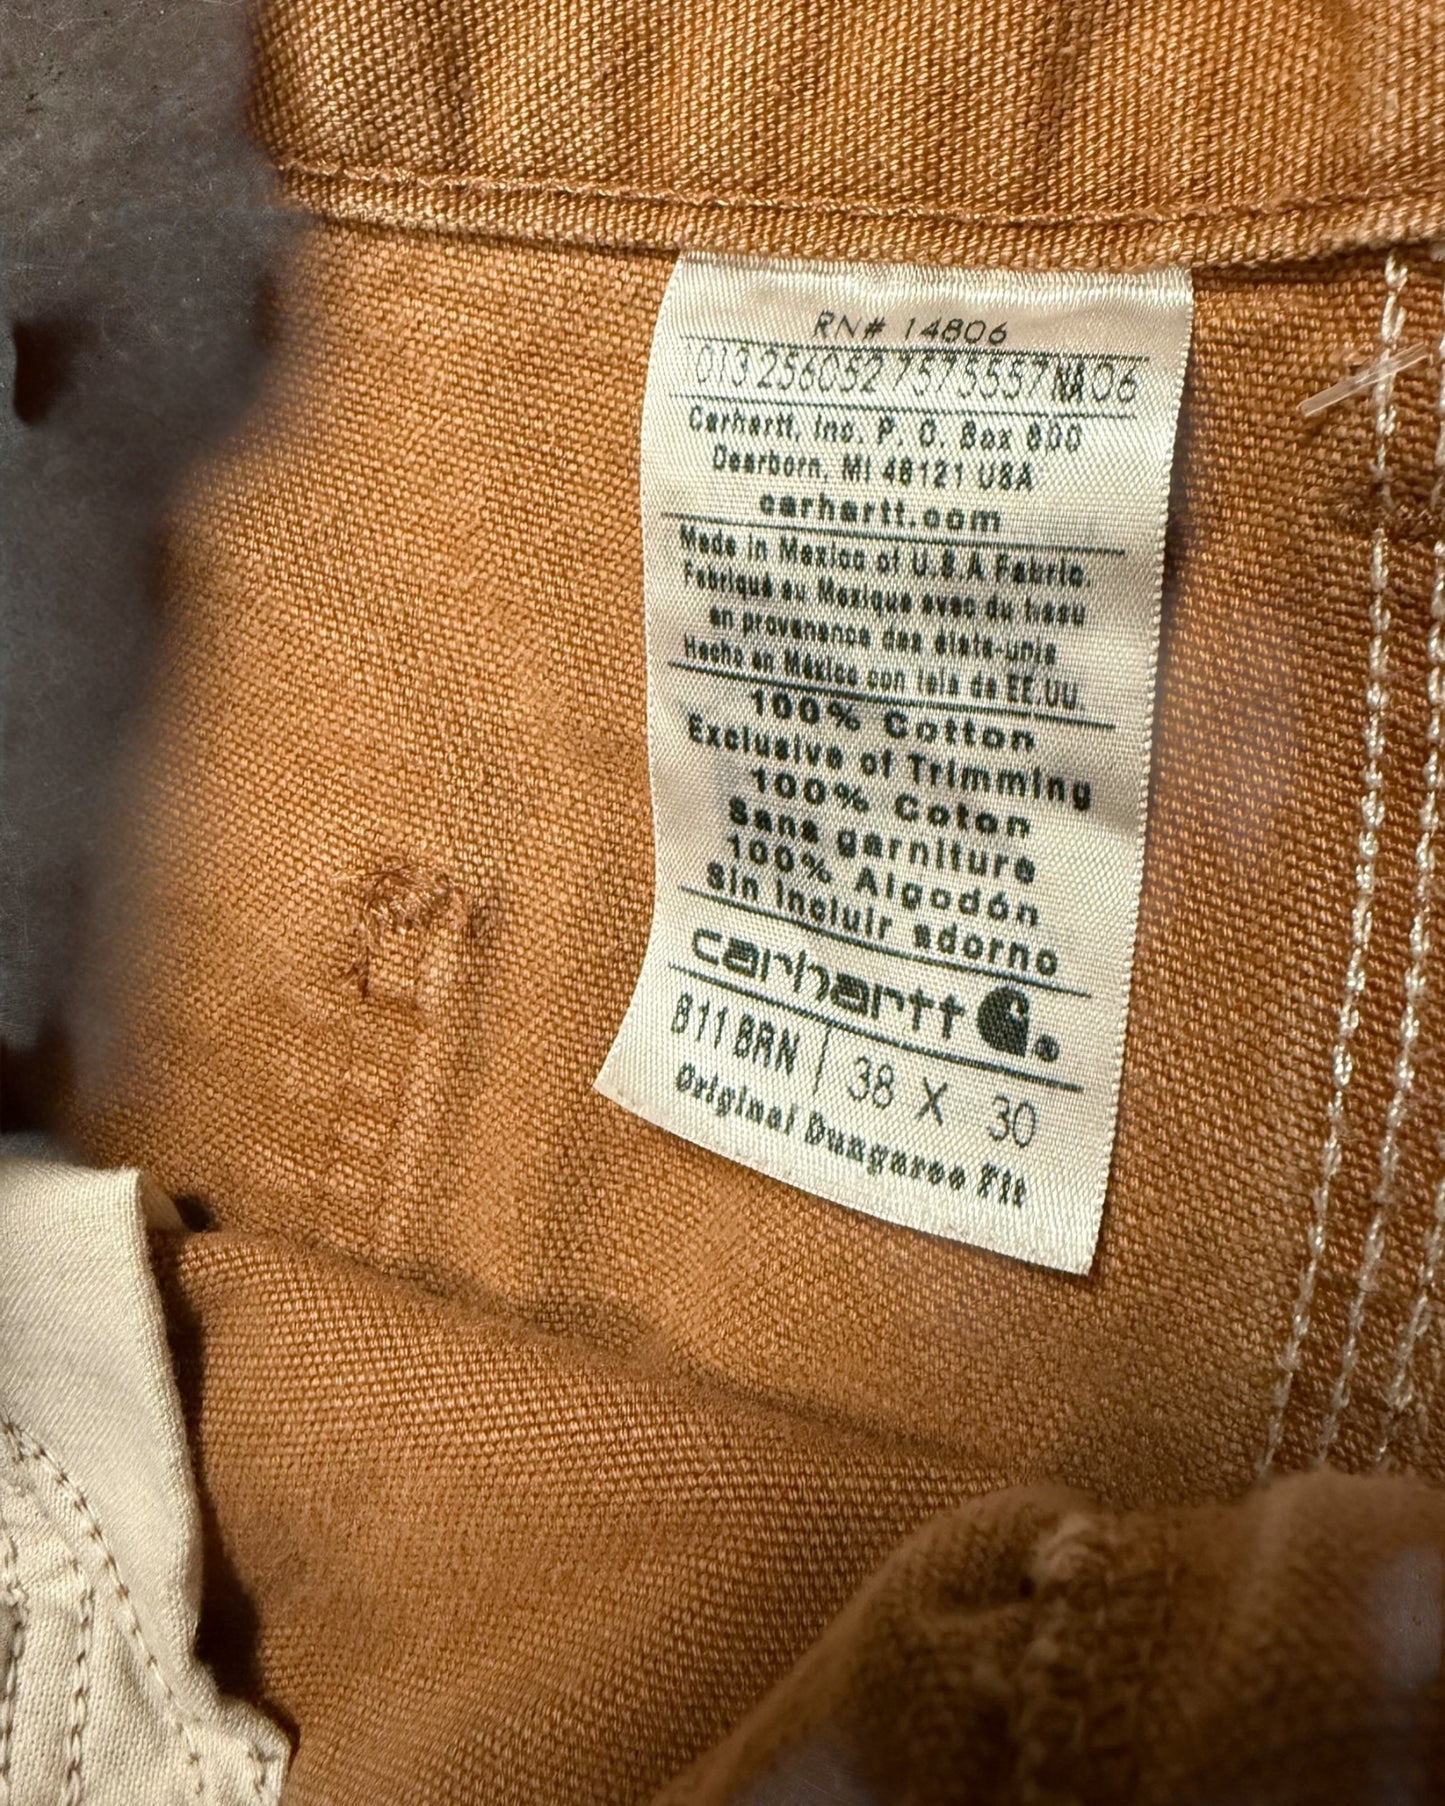 RN# 14806
013256052757557NA06
Carhartt, Inc. P. O. Box 600
Dearborn, MI 48121 USA
carhartt.com
Made in Mexico of U.S.A Fabric.
Fabriqué au Mexique avec du tissu
en provenance des états-unis
Hecho en México con tela de EE.UU.
100% Cotton
Exclusive of Trimming
100% Coton
Sans garniture
100% Algodón
Sin incluir adorno
carhartt
B11 BRN | 38 X 30
Original Dungaree Fit